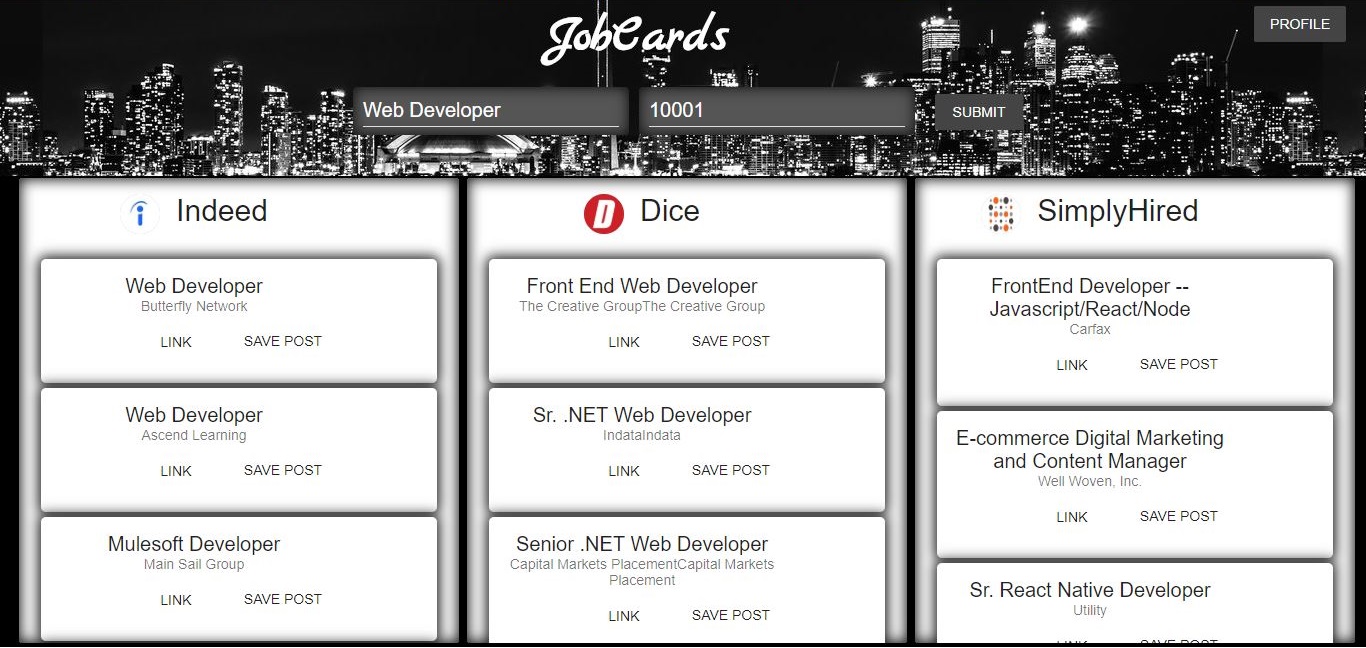 JobCards
PROFILE
Web Developer
10001
SUBMIT
Indeed
Web Developer
Butterfly Network
LINK SAVE POST
Web Developer
Ascend Learning
LINK SAVE POST
Mulesoft Developer
Main Sail Group
LINK SAVE POST
Dice
Front End Web Developer
The Creative GroupThe Creative Group
LINK SAVE POST
Sr. .NET Web Developer
IndataIndata
LINK SAVE POST
Senior .NET Web Developer
Capital Markets PlacementCapital Markets
Placement
LINK SAVE POST
SimplyHired
FrontEnd Developer --
Javascript/React/Node
Carfax
LINK SAVE POST
E-commerce Digital Marketing
and Content Manager
Well Woven, Inc.
LINK SAVE POST
Sr. React Native Developer
Utility
LINK SAVE POST